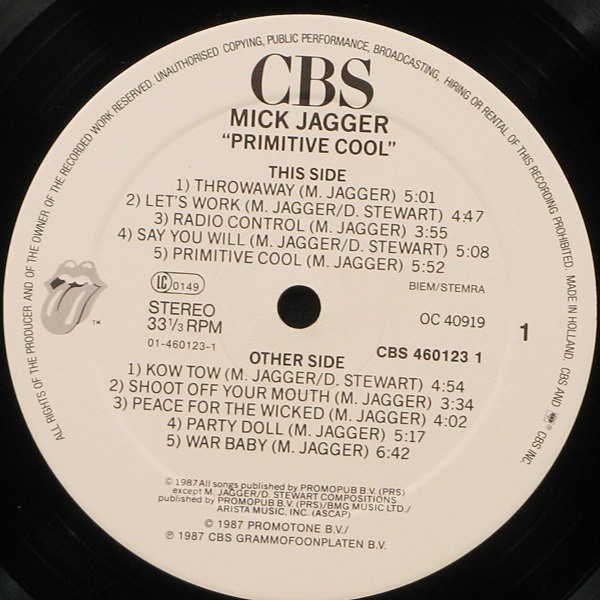 UNAUTHORISED COPYING, PUBLIC PERFORMANCE, BROADCASTING, HIRING OR RENTAL OF THIS RECORDING PROHIBITED. MADE IN HOLLAND. CBS AND ® CBS INC
ALL RIGHTS OF THE PRODUCER AND OF THE OWNER OF THE RECORDED WORK RESERVED.
CBS
MICK JAGGER
"PRIMITIVE COOL"
THIS SIDE
1) THROWAWAY (M. JAGGER) 5:01
2) LET'S WORK (M. JAGGER/D. STEWART) 4:47
3) RADIO CONTROL (M. JAGGER) 3:55
4) SAY YOU WILL (M. JAGGER/D. STEWART) 5:08
5) PRIMITIVE COOL (M. JAGGER) 5:52
LC 0149
BIEM/STEMRA
STEREO
33 1/3 RPM
OC 40919
1
TM
01-460123-1
CBS 460123 1
OTHER SIDE
1) KOW TOW (M. JAGGER/D. STEWART) 4:54
2) SHOOT OFF YOUR MOUTH (M. JAGGER) 3:34
3) PEACE FOR THE WICKED (M. JAGGER) 4:02
4) PARTY DOLL (M. JAGGER) 5:17
5) WAR BABY (M. JAGGER) 6:42
© 1987 All songs published by PROMOPUB B.V. (PRS)
except M. JAGGER/D. STEWART COMPOSITIONS
published by PROMOPUB B.V. (PRS)/BMG MUSIC LTD./
ARISTA MUSIC, INC. (ASCAP)
© 1987 PROMOTONE B.V./
℗ 1987 CBS GRAMMOFOONPLATEN B.V.